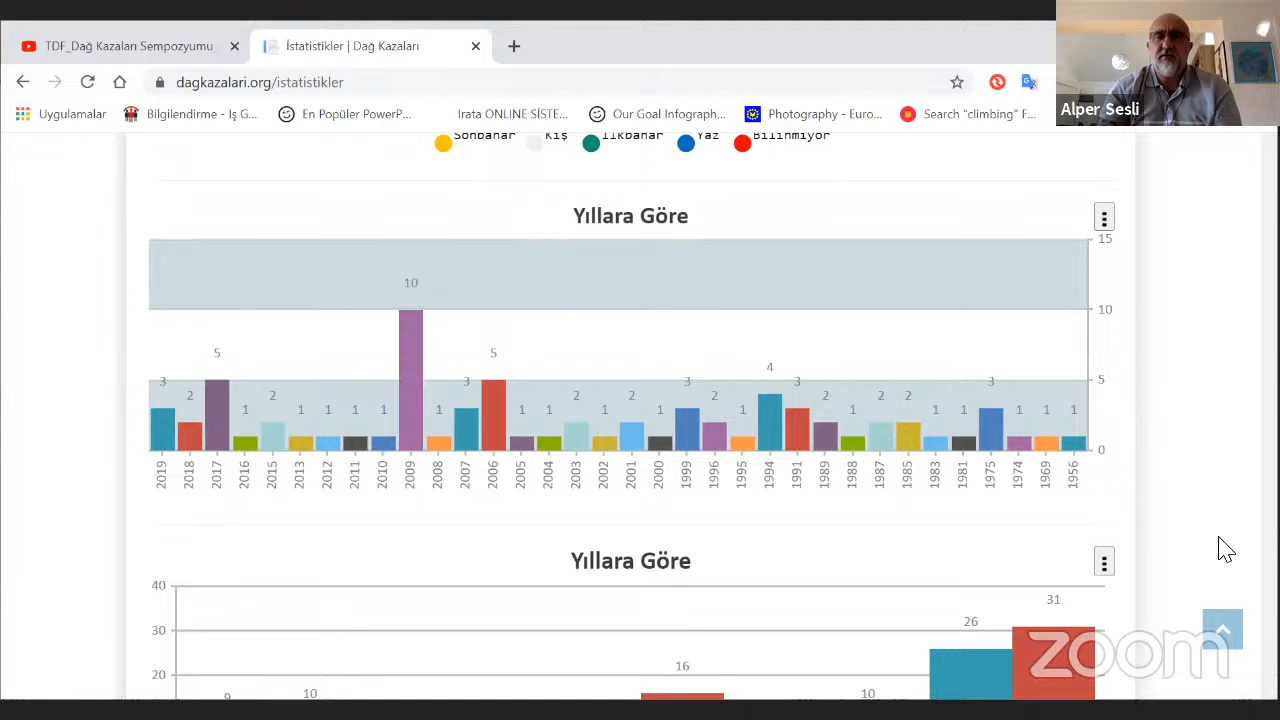 TDF_Dağ Kazaları Sempozyumu
İstatistikler | Dağ Kazaları
dagkazalari.org/istatistikler
Uygulamalar
Bilgilendirme - Iş G...
En Popüler PowerP...
Irata ONLINE SİSTE...
Our Goal Infograph...
Photography - Euro...
Search "climbing" F...
Alper Sesli
Sonbahar Kış İlkbahar Yaz Bilinmiyor
Yıllara Göre
15
10
5
0
3 2 5 1 2 1 1 1 1 10 1 3 5 1 1 2 1 2 1 3 2 1 4 3 2 1 2 2 1 1 3 1 1 1
2019 2018 2017 2016 2015 2013 2012 2011 2010 2009 2008 2007 2006 2005 2004 2003 2002 2001 2000 1999 1996 1995 1994 1991 1989 1988 1987 1985 1983 1981 1975 1974 1969 1956
Yıllara Göre
40
30
20
9 10 16 10 26 31
zoom